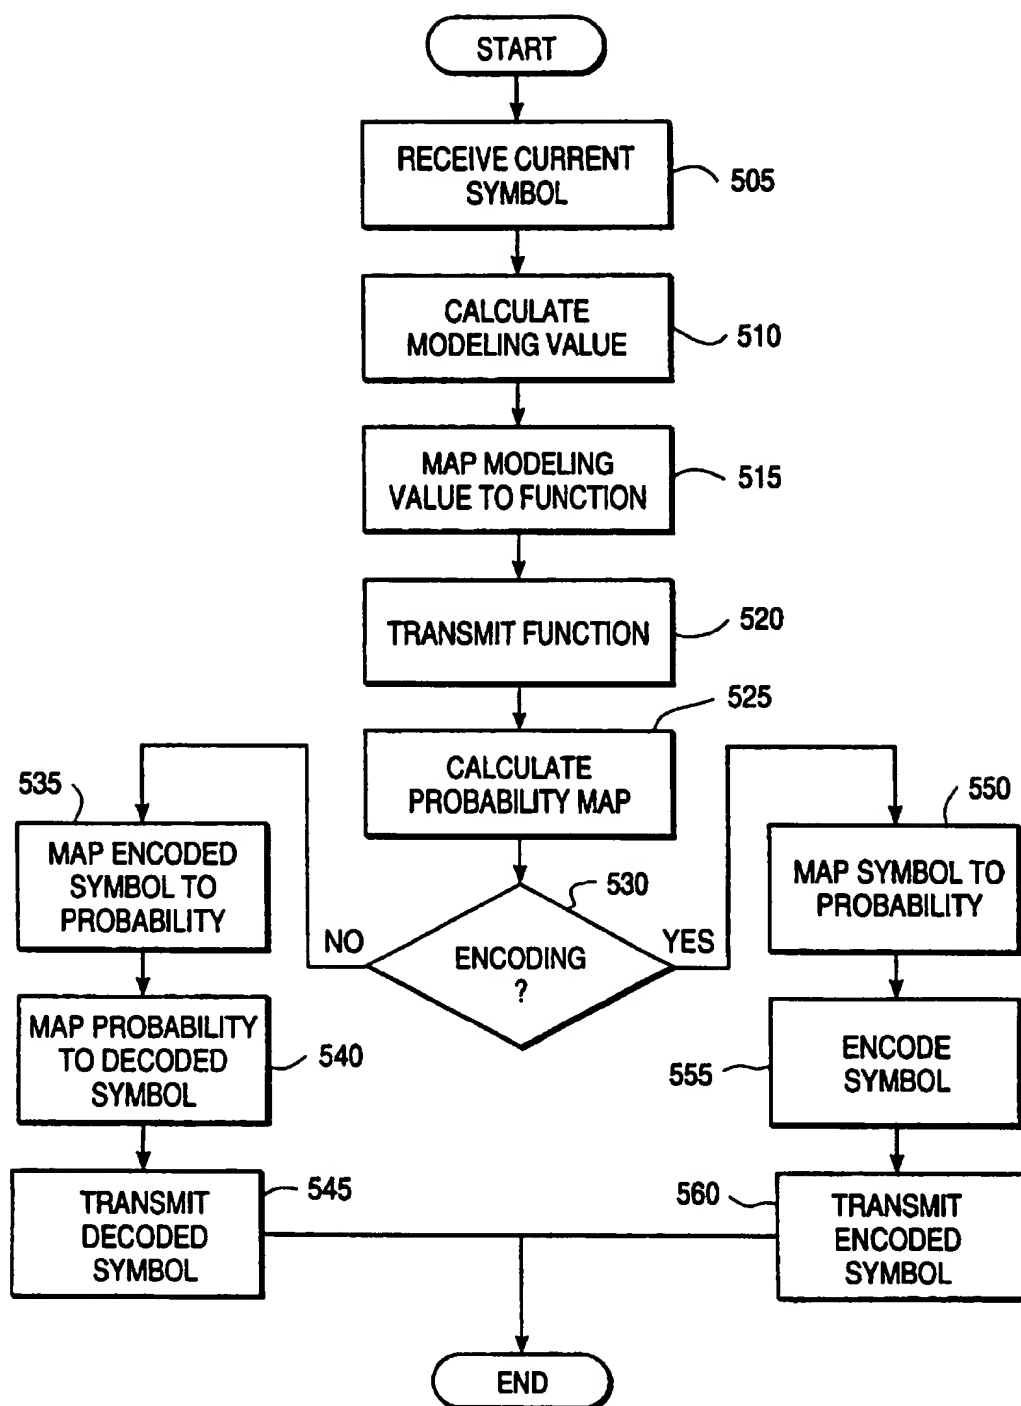 START
RECEIVE CURRENT
SYMBOL
505
CALCULATE
MODELING VALUE
510
MAP MODELING
VALUE TO FUNCTION
515
TRANSMIT FUNCTION
520
525
CALCULATE
PROBABILITY MAP
530
ENCODING
?
NO
YES
535
MAP ENCODED
SYMBOL TO
PROBABILITY
MAP PROBABILITY
TO DECODED
SYMBOL
540
TRANSMIT
DECODED
SYMBOL
545
550
MAP SYMBOL TO
PROBABILITY
555
ENCODE
SYMBOL
560
TRANSMIT
ENCODED
SYMBOL
END